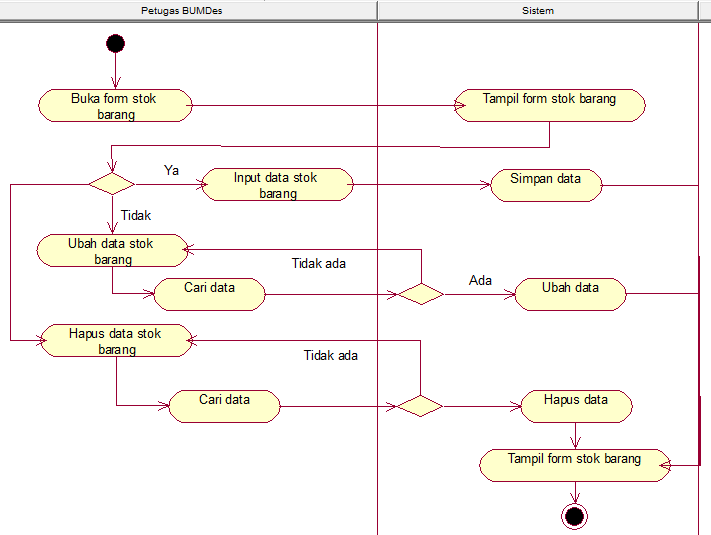 Petugas BUMDes
Sistem
Buka form stok
barang
Tampil form stok barang
Ya
Input data stok
barang
Simpan data
Tidak
Ubah data stok
barang
Tidak ada
Cari data
Ada
Ubah data
Hapus data stok
barang
Tidak ada
Cari data
Hapus data
Tampil form stok barang